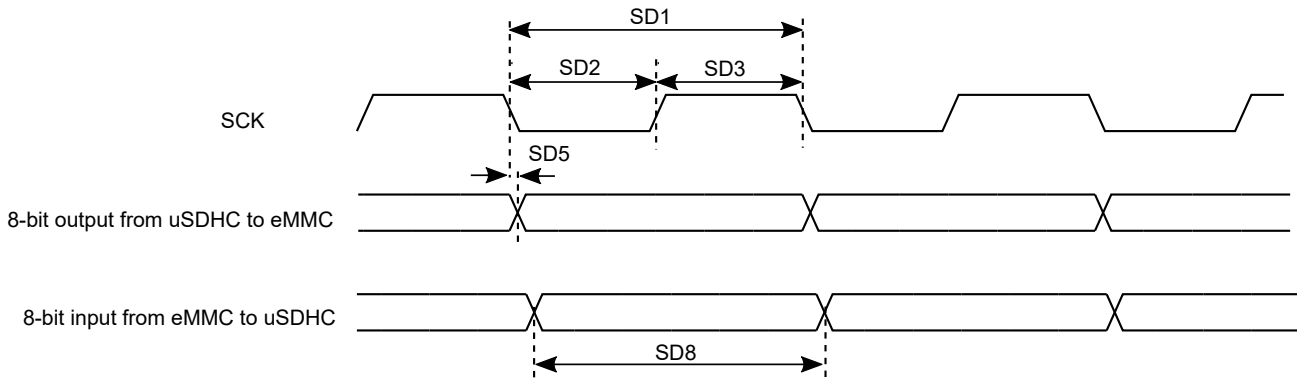 SD1
SD2
SD3
SCK
SD5
8-bit output from uSDHC to eMMC
8-bit input from eMMC to uSDHC
SD8